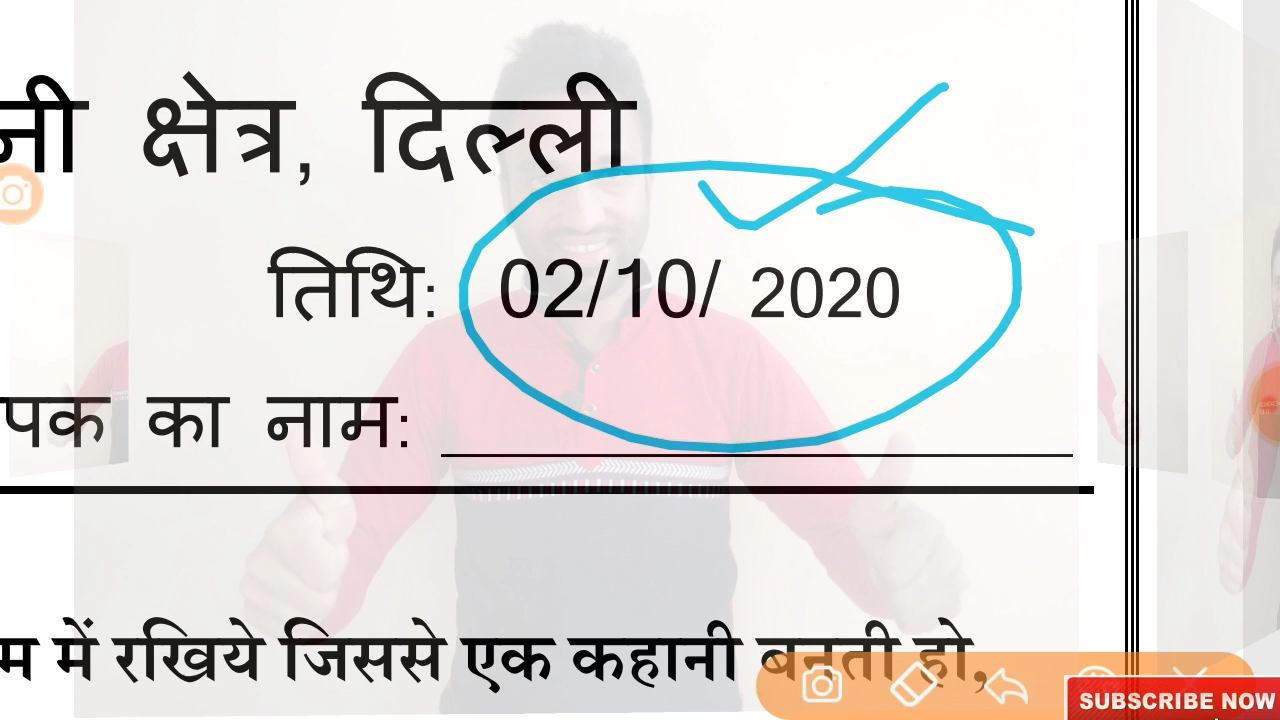 नी क्षेत्र, दिल्ली
तिथि: 02/10/ 2020
पक का नाम:
म में रखिये जिससे एक कहानी बनती हो,
SUBSCRIBE NOW